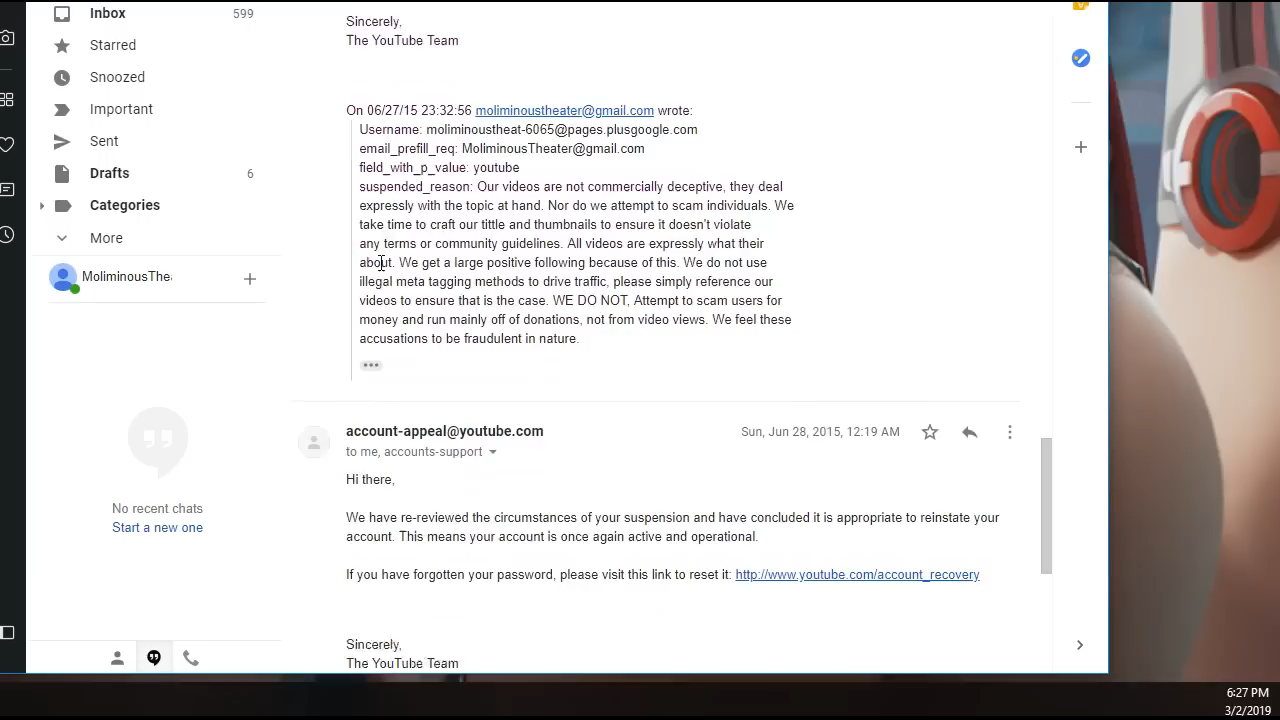 Inbox 599
Starred
Snoozed
Important
Sent
Drafts 6
Categories
More
MoliminousThe
No recent chats
Start a new one
Sincerely,
The YouTube Team
On 06/27/15 23:32:56 moliminoustheater@gmail.com wrote:
Username: moliminoustheat-6065@pages.plusgoogle.com
email_prefill_req: MoliminousTheater@gmail.com
field_with_p_value: youtube
suspended_reason: Our videos are not commercially deceptive, they deal
expressly with the topic at hand. Nor do we attempt to scam individuals. We
take time to craft our tittle and thumbnails to ensure it doesn't violate
any terms or community guidelines. All videos are expressly what their
about. We get a large positive following because of this. We do not use
illegal meta tagging methods to drive traffic, please simply reference our
videos to ensure that is the case. WE DO NOT, Attempt to scam users for
money and run mainly off of donations, not from video views. We feel these
accusations to be fraudulent in nature.
account-appeal@youtube.com Sun, Jun 28, 2015, 12:19 AM
to me, accounts-support
Hi there,
We have re-reviewed the circumstances of your suspension and have concluded it is appropriate to reinstate your
account. This means your account is once again active and operational.
If you have forgotten your password, please visit this link to reset it: http://www.youtube.com/account_recovery
Sincerely,
The YouTube Team
6:27 PM
3/2/2019